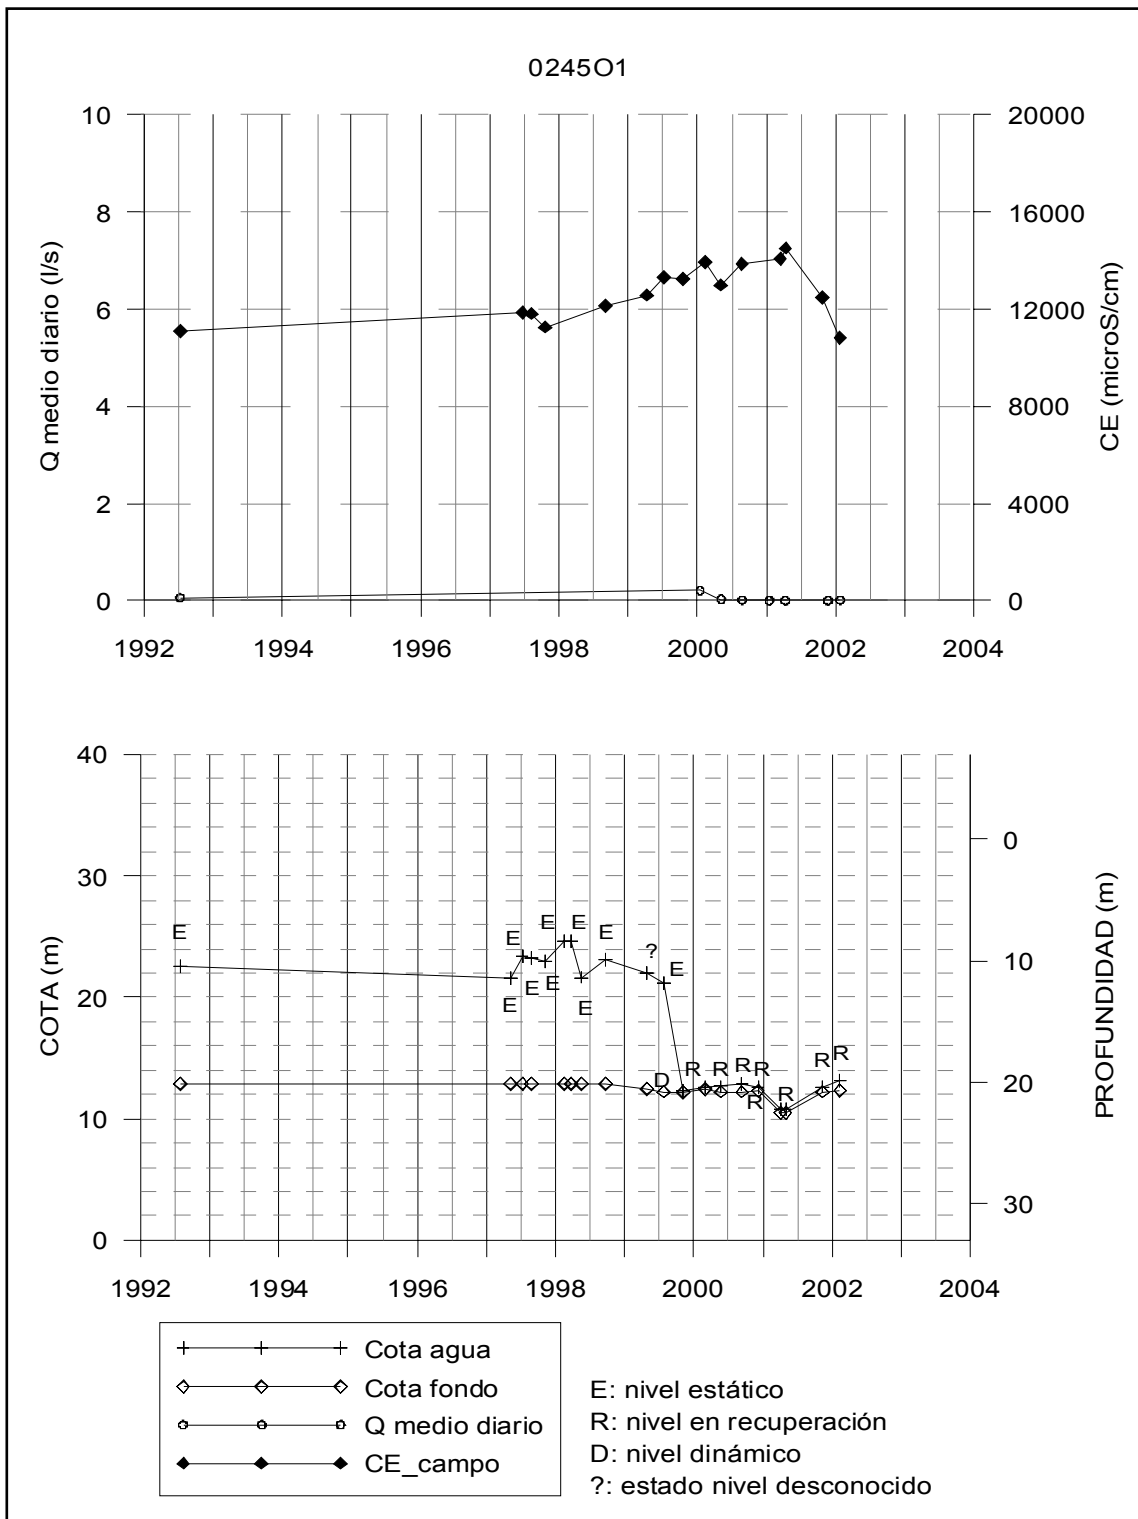 0245O1
10 20000
8 16000
6 12000
4 8000
2 4000
0 0
Q medio diario (l/s)
CE (microS/cm)
1992 1994 1996 1998 2000 2002 2004
40
30
20
10
0
0
10
20
30
COTA (m)
PROFUNDIDAD (m)
E E E E E E E E E ? E
D R R R R R R R R
1992 1994 1996 1998 2000 2002 2004
Cota agua
Cota fondo
Q medio diario
CE_campo
E: nivel estático
R: nivel en recuperación
D: nivel dinámico
?: estado nivel desconocido